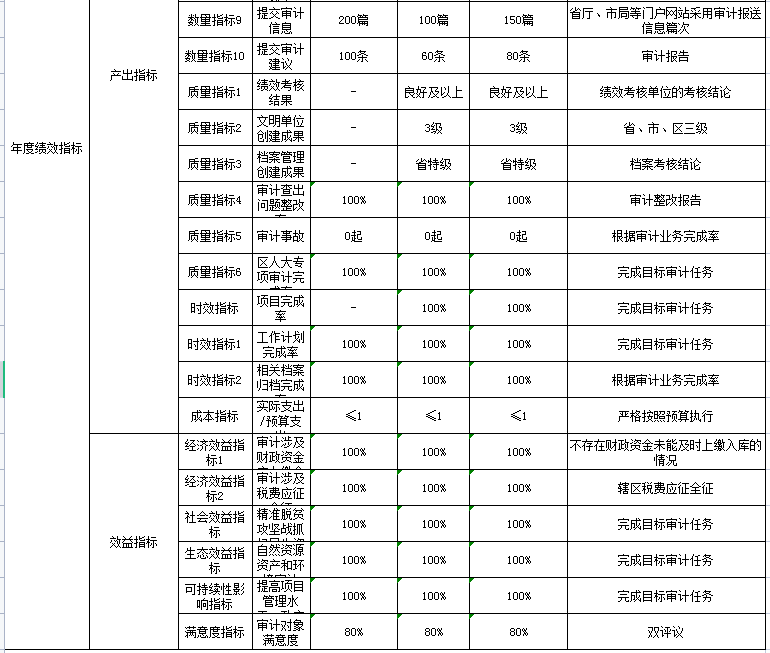 年度绩效指标
产出指标
数量指标9
提交审计
信息
200篇
100篇
150篇
省厅、市局等门户网站采用审计报送
信息篇次
数量指标10
提交审计
建议
100条
60条
80条
审计报告
质量指标1
绩效考核
结果
-
良好及以上
良好及以上
绩效考核单位的考核结论
质量指标2
文明单位
创建成果
-
3级
3级
省、市、区三级
质量指标3
档案管理
创建成果
-
省特级
省特级
档案考核结论
质量指标4
审计查出
问题整改
100%
100%
100%
审计整改报告
质量指标5
审计事故
0起
0起
0起
根据审计业务完成率
质量指标6
区人大专
项审计完
100%
100%
100%
完成目标审计任务
时效指标
项目完成
率
-
100%
100%
完成目标审计任务
时效指标1
工作计划
完成率
100%
100%
100%
完成目标审计任务
时效指标2
相关档案
归档完成
100%
100%
100%
根据审计业务完成率
成本指标
实际支出
/预算支
≤1
≤1
≤1
严格按照预算执行
效益指标
经济效益指
标1
审计涉及
财政资金
100%
100%
100%
不存在财政资金未能及时上缴入库的
情况
经济效益指
标2
审计涉及
税费应征
100%
100%
100%
辖区税费应征全征
社会效益指
标
精准脱贫
攻坚战抓
100%
100%
100%
完成目标审计任务
生态效益指
标
自然资源
资产和环
100%
100%
100%
完成目标审计任务
可持续性影
响指标
提高项目
管理水
100%
100%
100%
完成目标审计任务
满意度指标
审计对象
满意度
80%
80%
80%
双评议